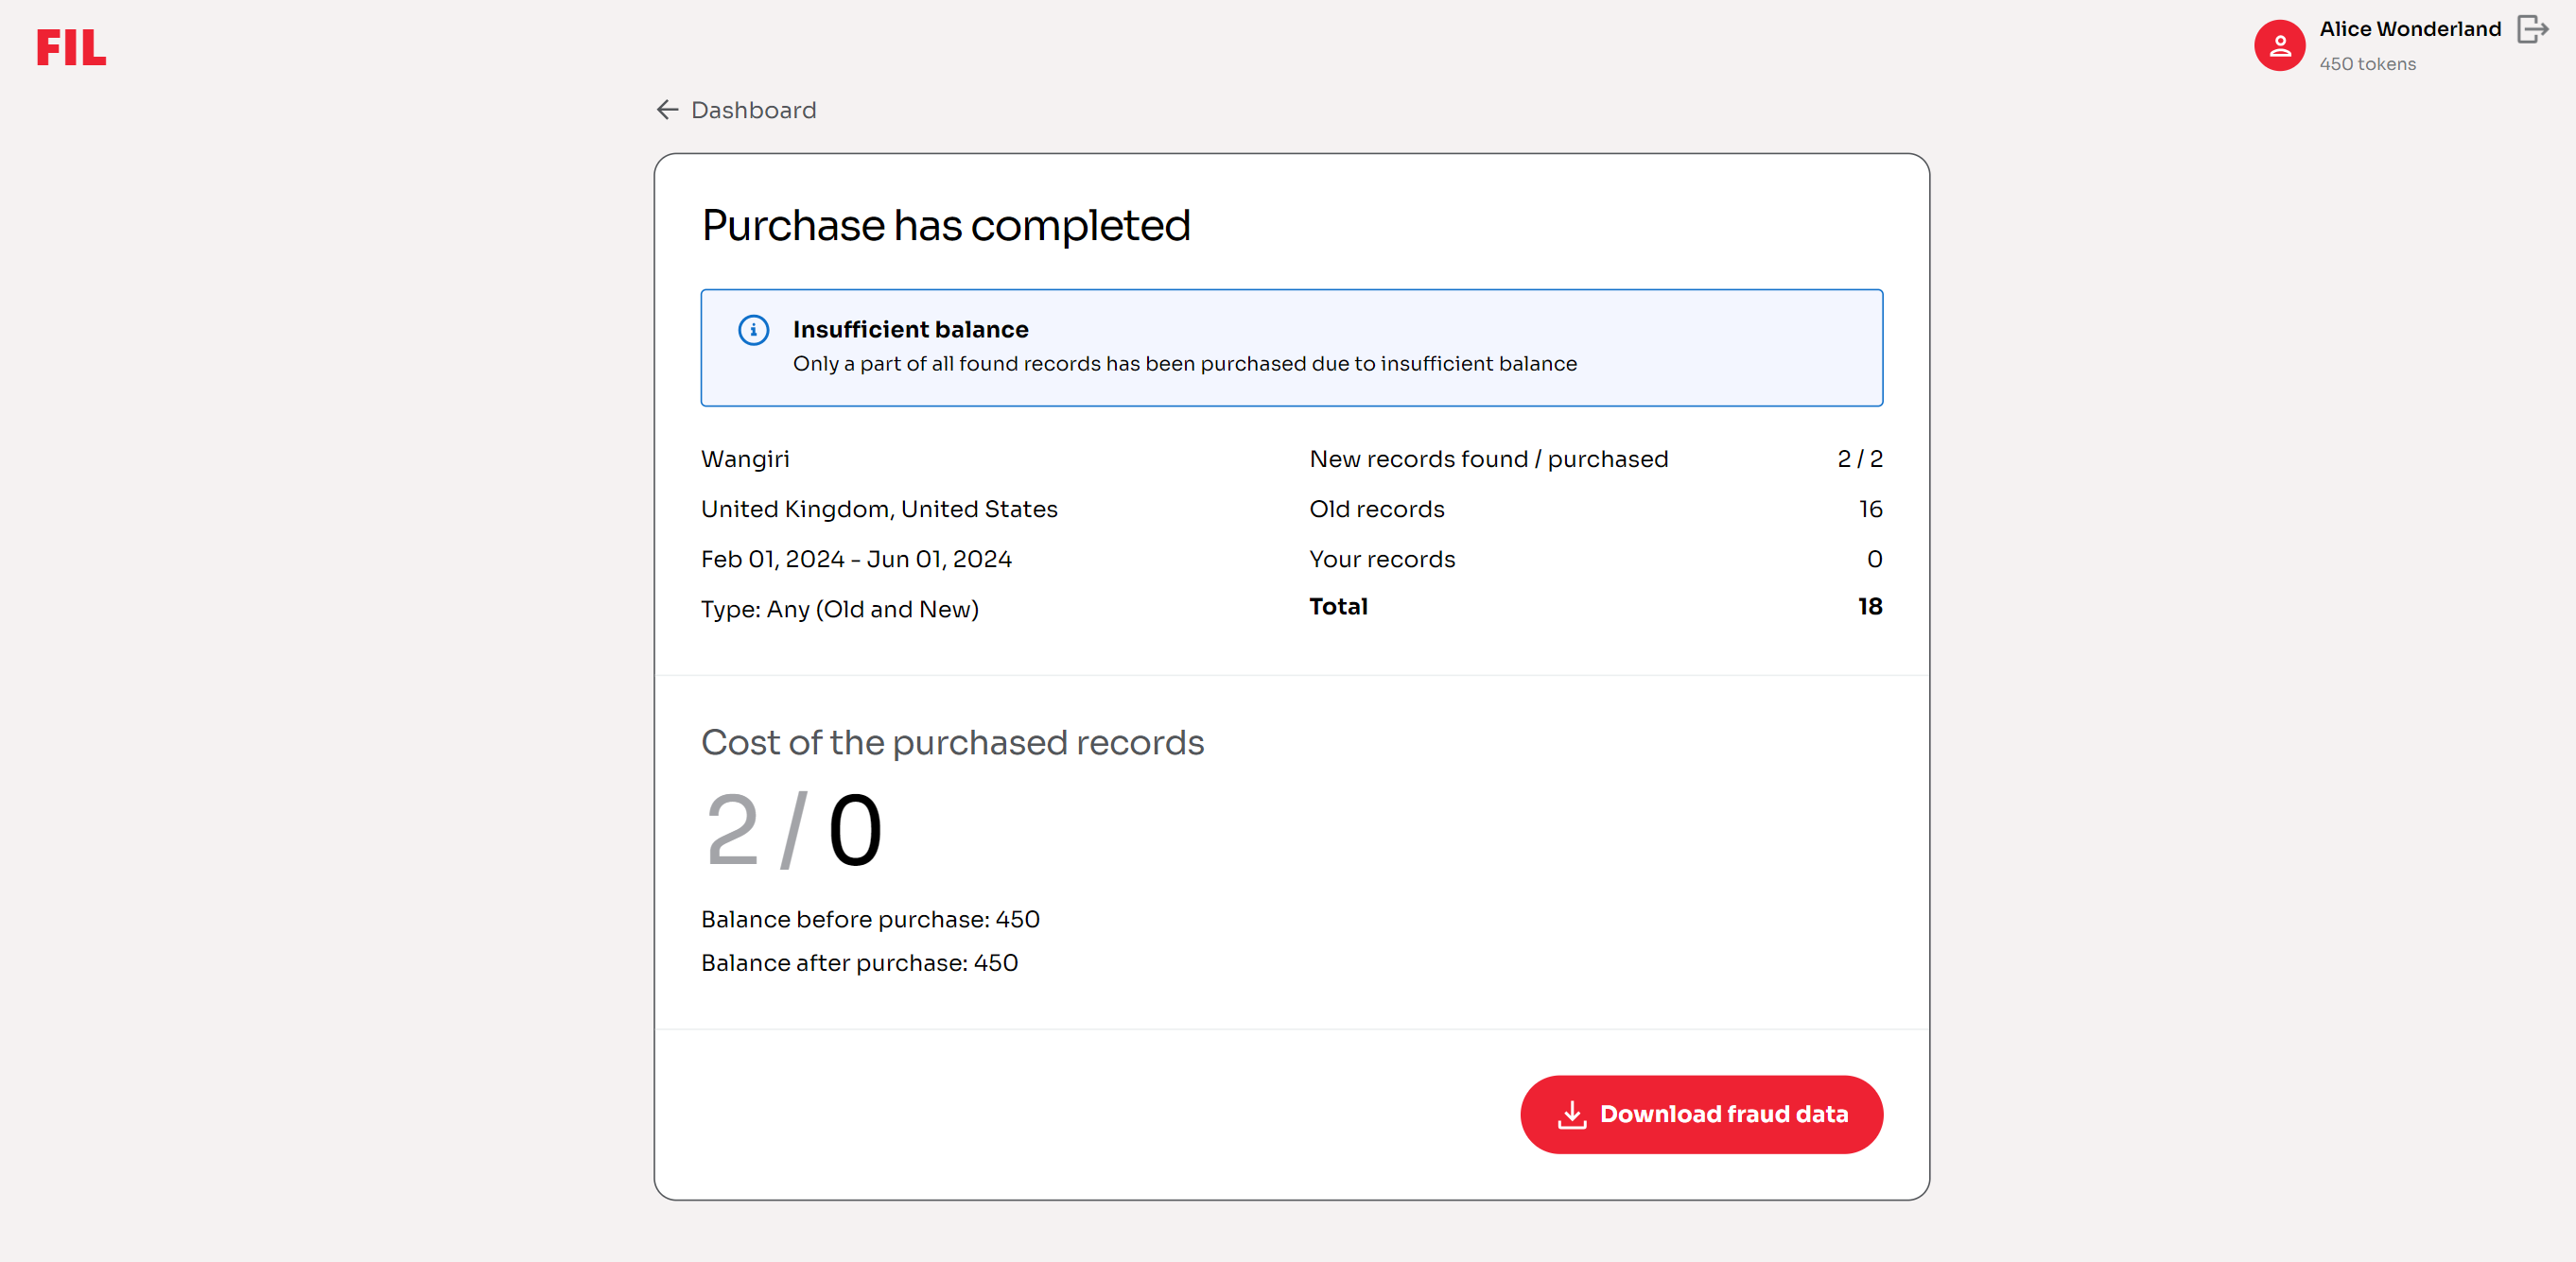 FIL
Alice Wonderland
450 tokens
Dashboard
Purchase has completed
Insufficient balance
Only a part of all found records has been purchased due to insufficient balance
Wangiri
United Kingdom, United States
Feb 01, 2024 - Jun 01, 2024
Type: Any (Old and New)
New records found / purchased 2 / 2
Old records 16
Your records 0
Total 18
Cost of the purchased records
2 / 0
Balance before purchase: 450
Balance after purchase: 450
Download fraud data